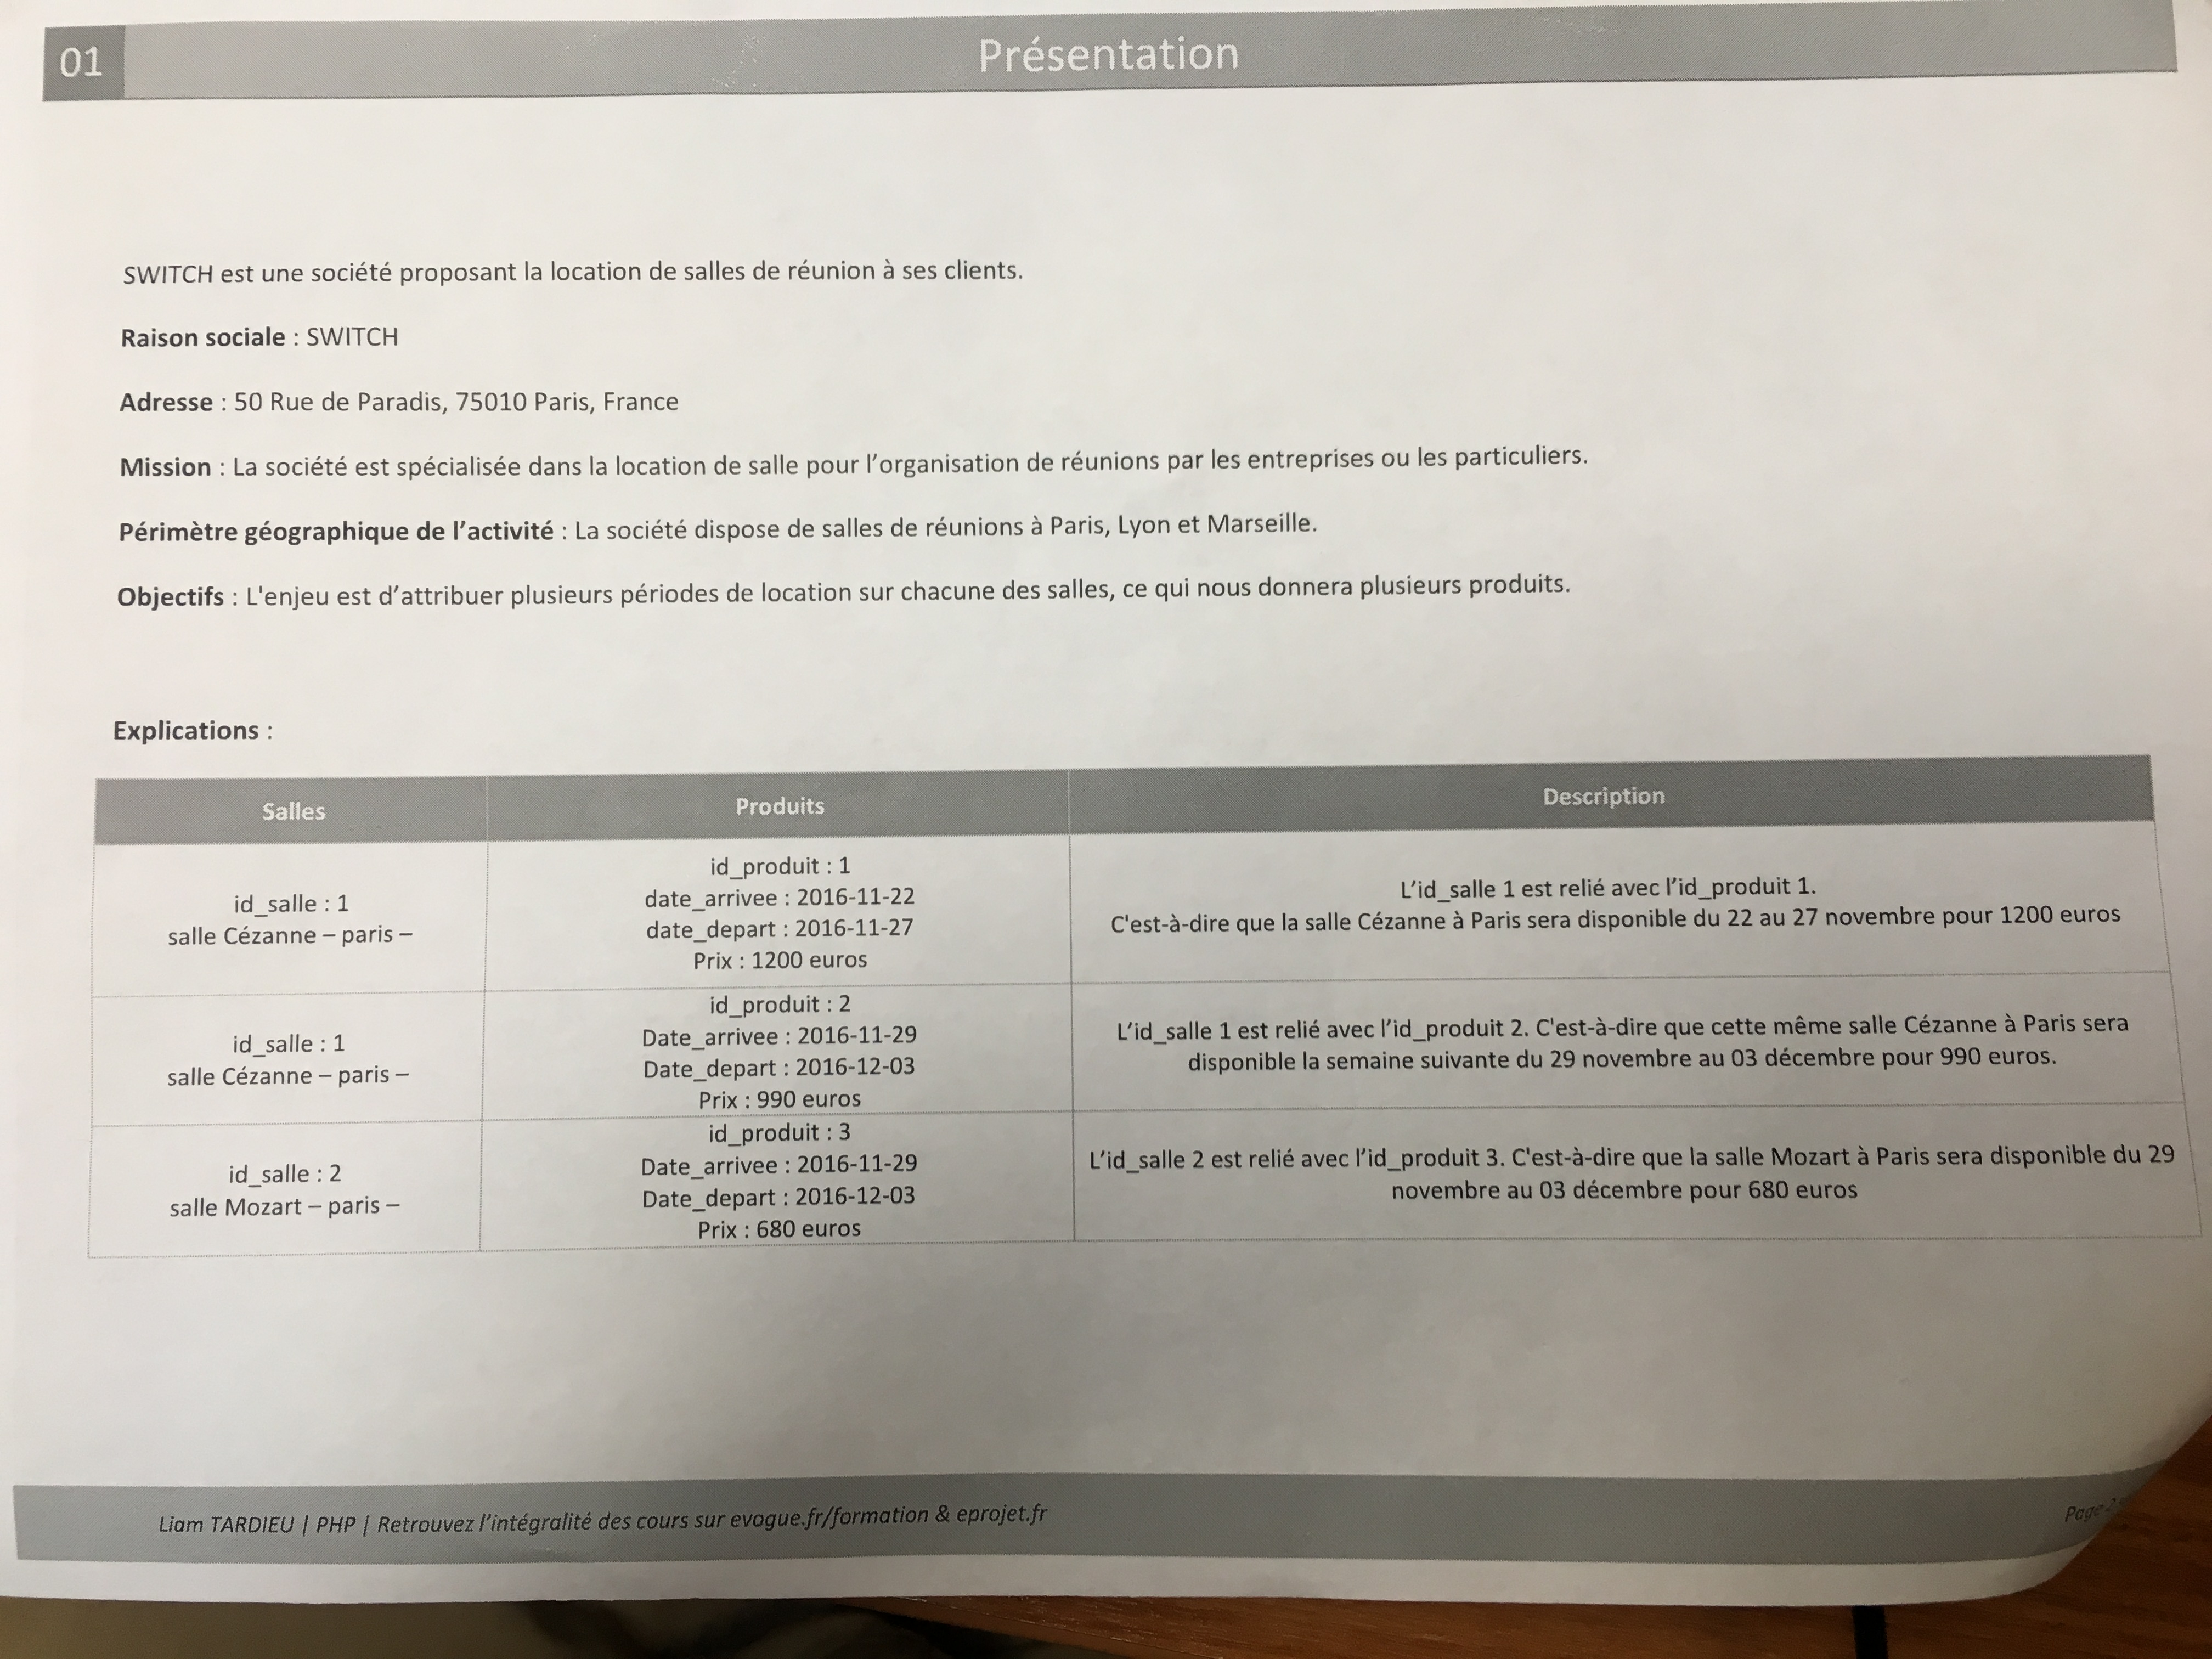 01
Présentation
SWITCH est une société proposant la location de salles de réunion à ses clients.
Raison sociale : SWITCH
Adresse : 50 Rue de Paradis, 75010 Paris, France
Mission : La société est spécialisée dans la location de salle pour l'organisation de réunions par les entreprises ou les particuliers.
Périmètre géographique de l'activité : La société dispose de salles de réunions à Paris, Lyon et Marseille.
Objectifs : L'enjeu est d'attribuer plusieurs périodes de location sur chacune des salles, ce qui nous donnera plusieurs produits.
Explications :
Salles
Produits
Description
id_salle : 1
salle Cézanne – paris –
id_produit : 1
date_arrivee : 2016-11-22
date_depart : 2016-11-27
Prix : 1200 euros
L'id_salle 1 est relié avec l'id_produit 1.
C'est-à-dire que la salle Cézanne à Paris sera disponible du 22 au 27 novembre pour 1200 euros
id_salle : 1
salle Cézanne – paris –
id_produit : 2
Date_arrivee : 2016-11-29
Date_depart : 2016-12-03
Prix : 990 euros
L'id_salle 1 est relié avec l'id_produit 2. C'est-à-dire que cette même salle Cézanne à Paris sera
disponible la semaine suivante du 29 novembre au 03 décembre pour 990 euros.
id_salle : 2
salle Mozart – paris –
id_produit : 3
Date_arrivee : 2016-11-29
Date_depart : 2016-12-03
Prix : 680 euros
L'id_salle 2 est relié avec l'id_produit 3. C'est-à-dire que la salle Mozart à Paris sera disponible du 29
novembre au 03 décembre pour 680 euros
Liam TARDIEU | PHP | Retrouvez l'intégralité des cours sur evogue.fr/formation & eprojet.fr
Page